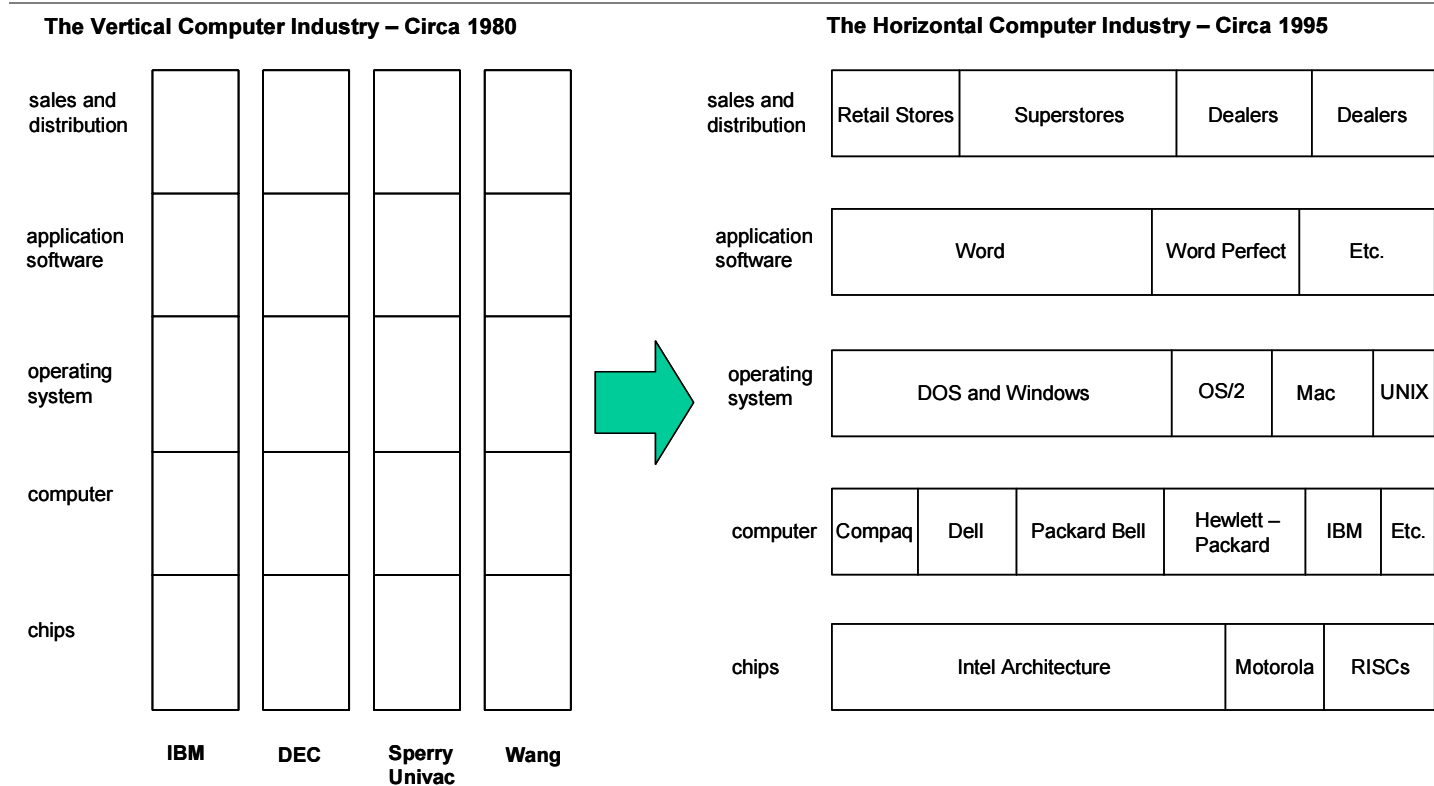 The Vertical Computer Industry – Circa 1980
sales and
distribution
application
software
operating
system
computer
chips
IBM
DEC
Sperry
Univac
Wang
The Horizontal Computer Industry – Circa 1995
sales and
distribution
Retail Stores
Superstores
Dealers
Dealers
application
software
Word
Word Perfect
Etc.
operating
system
DOS and Windows
OS/2
Mac
UNIX
computer
Compaq
Dell
Packard Bell
Hewlett –
Packard
IBM
Etc.
chips
Intel Architecture
Motorola
RISCs